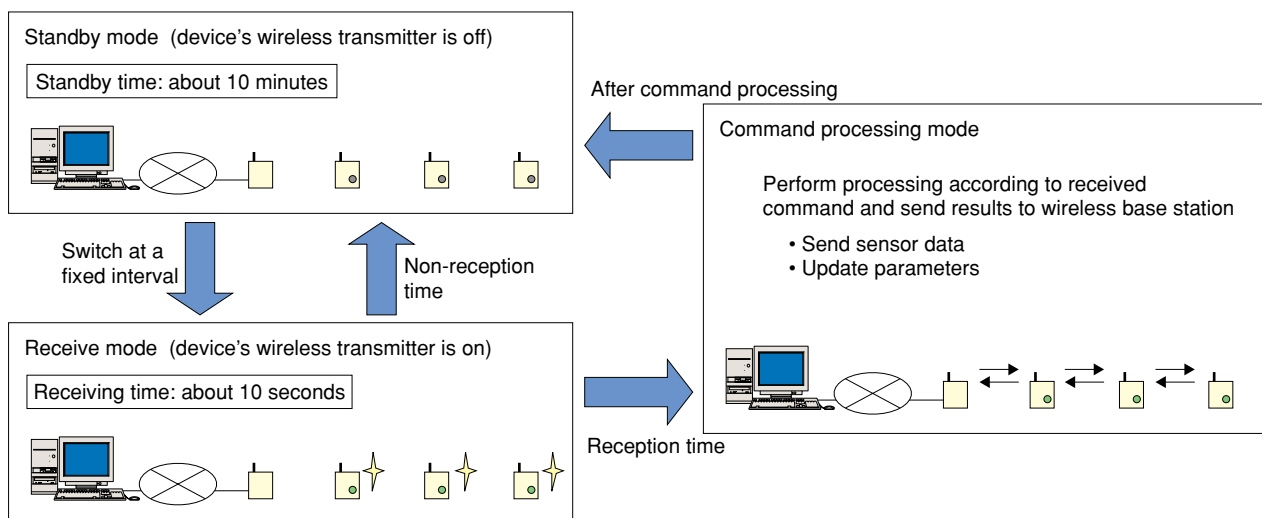 Standby mode (device's wireless transmitter is off)
Standby time: about 10 minutes
After command processing
Command processing mode
Perform processing according to received
command and send results to wireless base station
• Send sensor data
• Update parameters
Switch at a
fixed interval
Non-reception
time
Receive mode (device's wireless transmitter is on)
Receiving time: about 10 seconds
Reception time